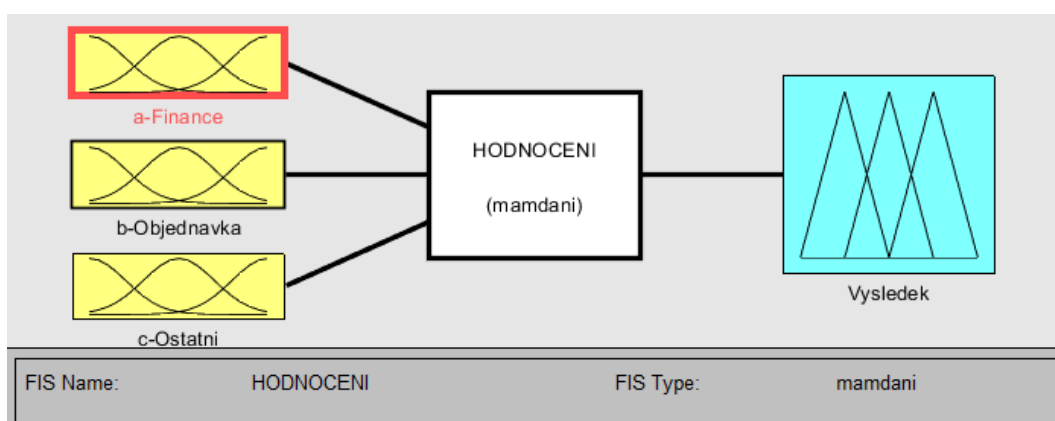 a-Finance
b-Objednavka
c-Ostatni
HODNOCENI
(mamdani)
Vysledek
FIS Name: HODNOCENI FIS Type: mamdani